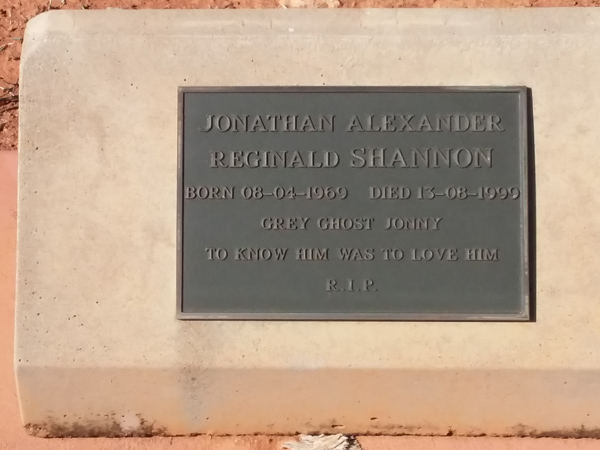 JONATHAN ALEXANDER
REGINALD SHANNON
BORN 08-04-1969 DIED 13-08-1999
GREY GHOST JONNY
TO KNOW HIM WAS TO LOVE HIM
R.I.P.